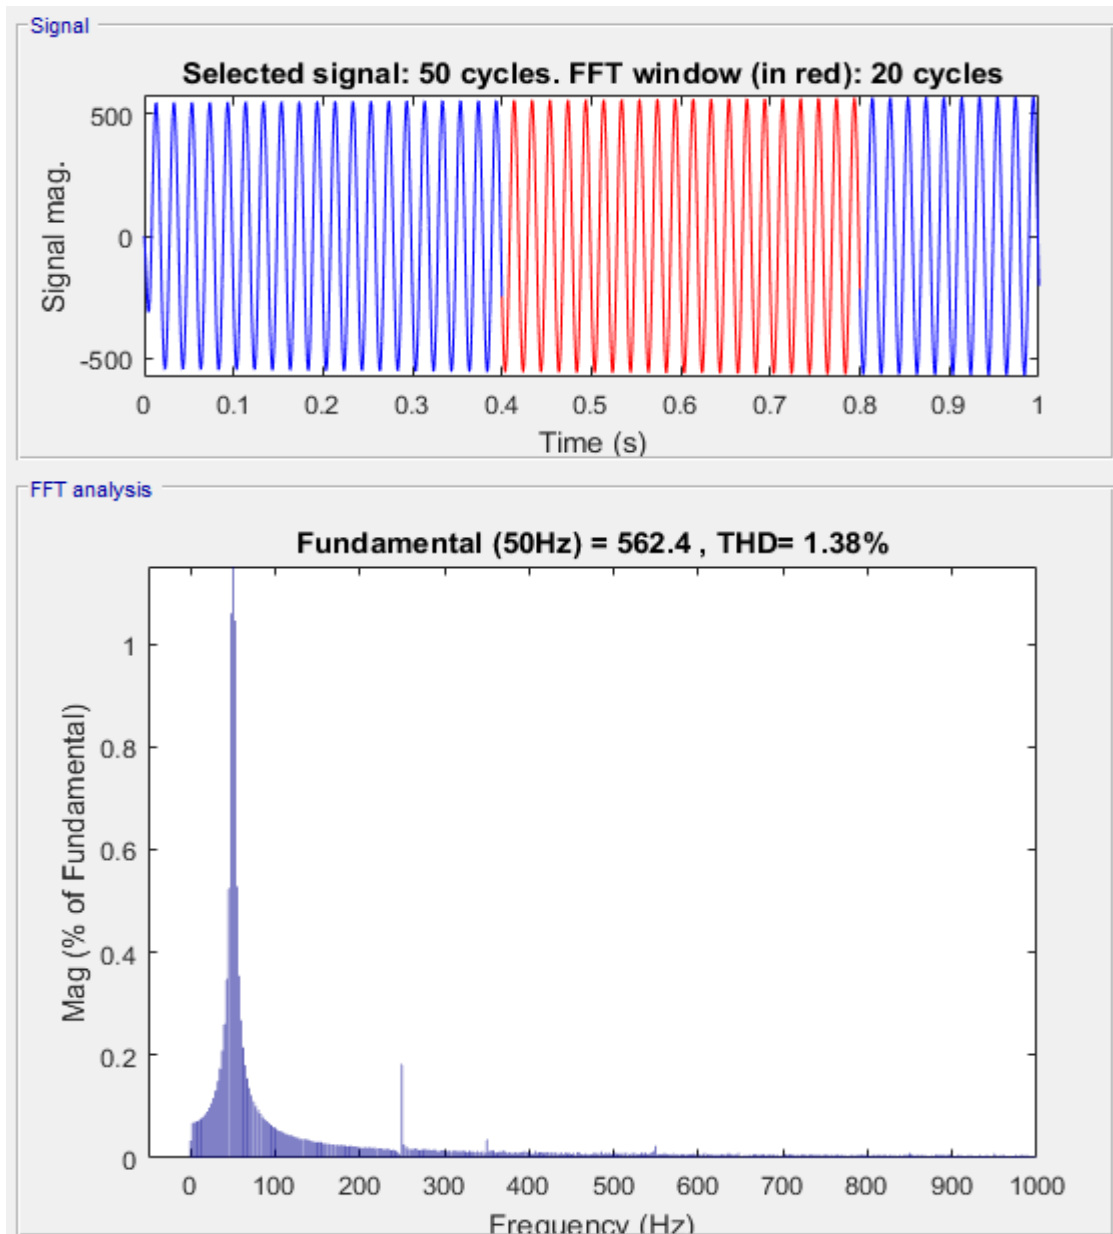 Signal
Selected signal: 50 cycles. FFT window (in red): 20 cycles
500
0
-500
Signal mag.
0 0.1 0.2 0.3 0.4 0.5 0.6 0.7 0.8 0.9 1
Time (s)
FFT analysis
Fundamental (50Hz) = 562.4 , THD= 1.38%
1
0.8
0.6
0.4
0.2
0
Mag (% of Fundamental)
0 100 200 300 400 500 600 700 800 900 1000
Frequency (Hz)